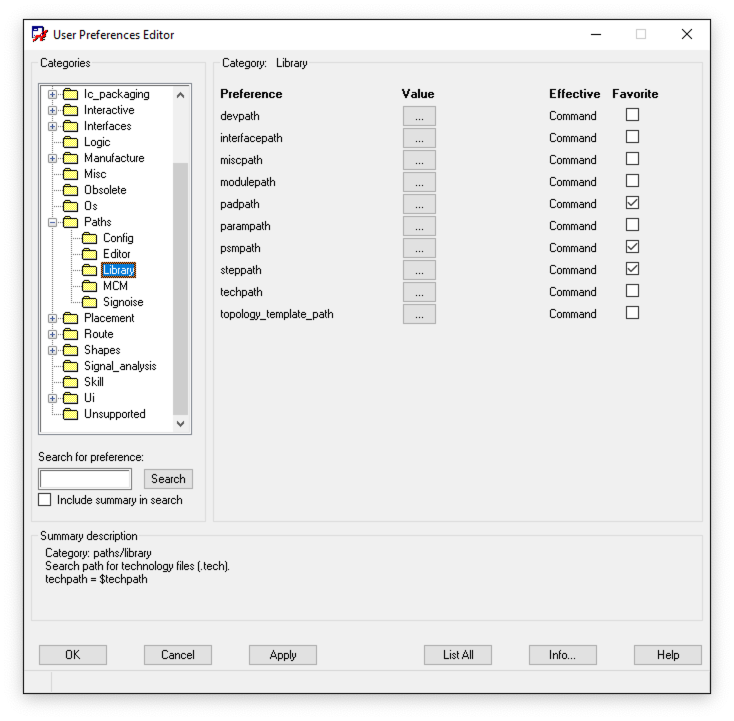 User Preferences Editor
Categories
Ic_packaging
Interactive
Interfaces
Logic
Manufacture
Misc
Obsolete
Os
Paths
Config
Editor
Library
MCM
Signoise
Placement
Route
Shapes
Signal_analysis
Skill
Ui
Unsupported
Search for preference:
Search
Include summary in search
Category: Library
Preference Value Effective Favorite
devpath ... Command
interfacepath ... Command
miscpath ... Command
modulepath ... Command
padpath ... Command
parampath ... Command
psmpath ... Command
steppath ... Command
techpath ... Command
topology_template_path ... Command
Summary description
Category: paths/library
Search path for technology files (.tech).
techpath = $techpath
OK Cancel Apply List All Info... Help